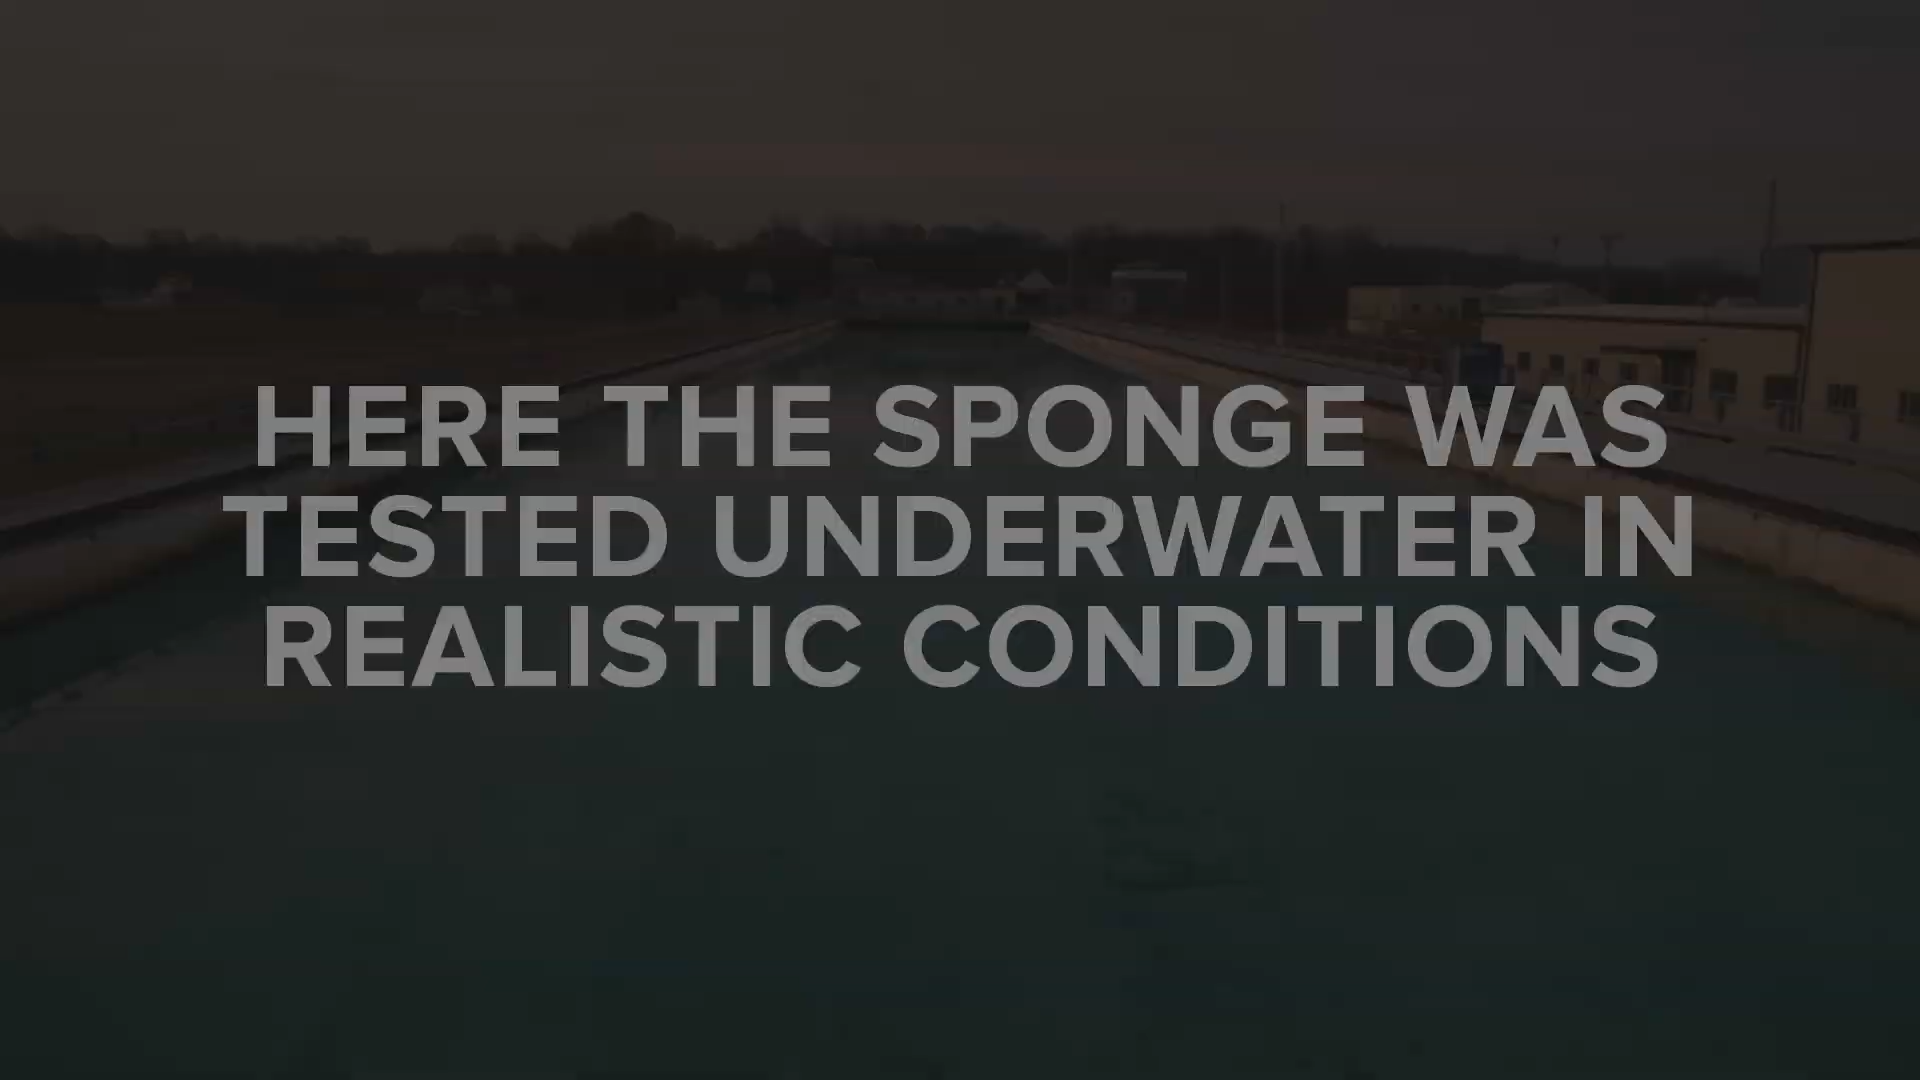 HERE THE SPONGE WAS
TESTED UNDERWATER IN
REALISTIC CONDITIONS